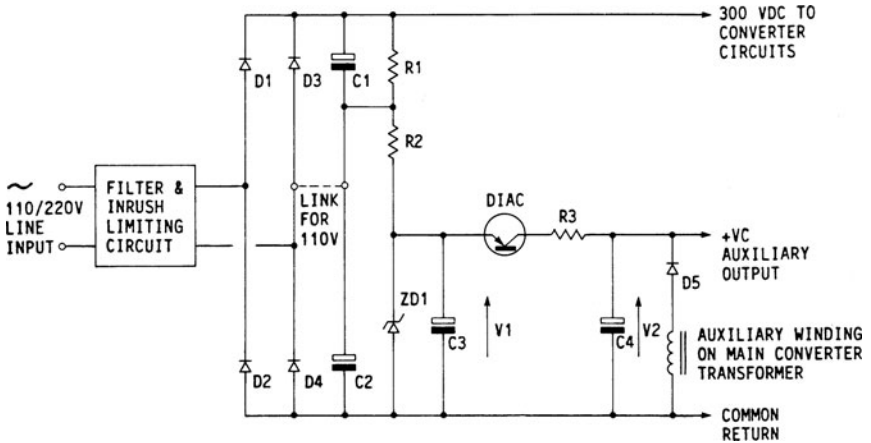 300 VDC TO
CONVERTER
CIRCUITS
D1
D3
C1
R1
R2
~
110/220V
LINE
INPUT
FILTER &
INRUSH
LIMITING
CIRCUIT
LINK
FOR
110V
DIAC
R3
+VC
AUXILIARY
OUTPUT
D5
ZD1
C3
V1
C4
V2
AUXILIARY WINDING
ON MAIN CONVERTER
TRANSFORMER
D2
D4
C2
COMMON
RETURN